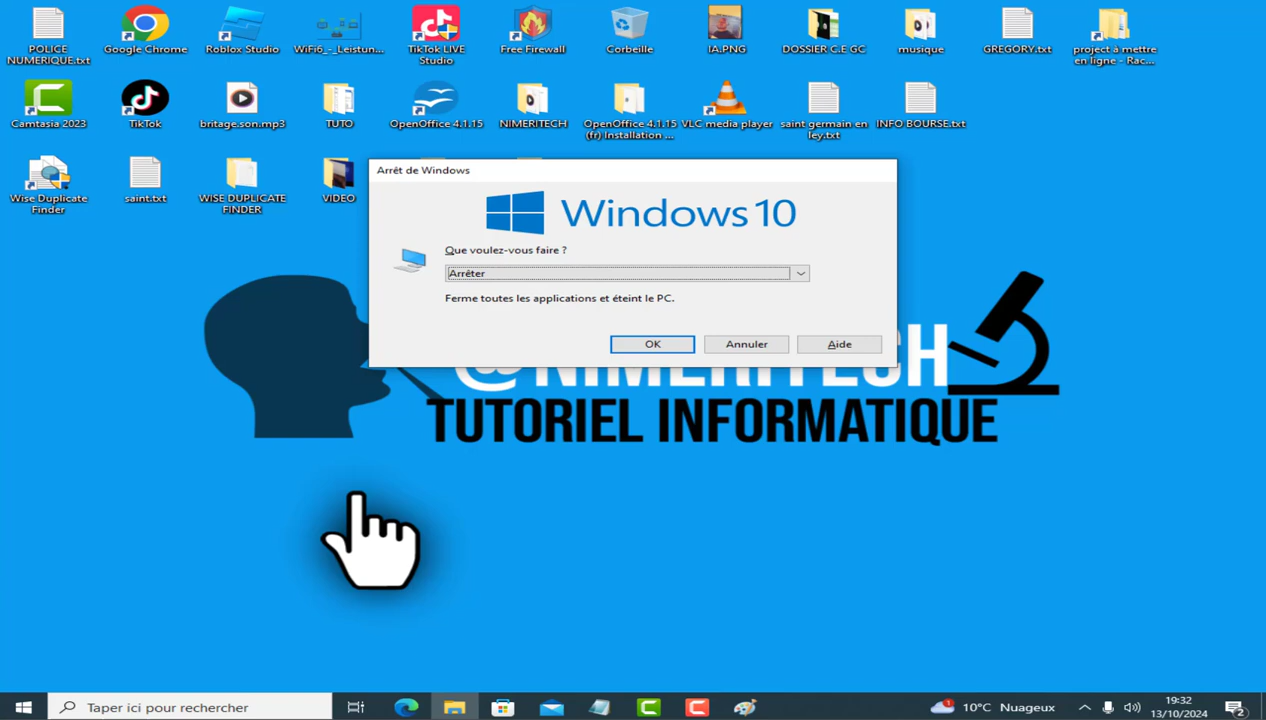 POLICE
NUMERIQUE.txt
Google Chrome
Roblox Studio
WiFi6_-_Leistun...
TikTok LIVE
Studio
Free Firewall
Corbeille
IA.PNG
DOSSIER C.E GC
musique
GREGORY.txt
project à mettre
en ligne - Rac...
Camtasia 2023
TikTok
britage.son.mp3
TUTO
OpenOffice 4.1.15
NIMERITECH
OpenOffice 4.1.15
(fr) Installation ...
VLC media player
saint germain en
ley.txt
INFO BOURSE.txt
Wise Duplicate
Finder
saint.txt
WISE DUPLICATE
FINDER
VIDEO
Arrêt de Windows
Windows 10
Que voulez-vous faire ?
Arrêter
Ferme toutes les applications et éteint le PC.
OK
Annuler
Aide
@NIMERITECH
TUTORIEL INFORMATIQUE
Taper ici pour rechercher
10°C Nuageux
19:32
13/10/2024
2